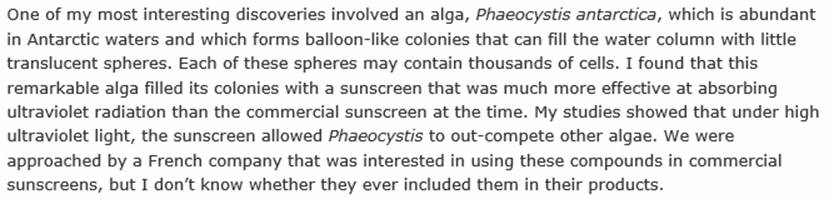 One of my most interesting discoveries involved an alga, Phaeocystis antarctica, which is abundant
in Antarctic waters and which forms balloon-like colonies that can fill the water column with little
translucent spheres. Each of these spheres may contain thousands of cells. I found that this
remarkable alga filled its colonies with a sunscreen that was much more effective at absorbing
ultraviolet radiation than the commercial sunscreen at the time. My studies showed that under high
ultraviolet light, the sunscreen allowed Phaeocystis to out-compete other algae. We were
approached by a French company that was interested in using these compounds in commercial
sunscreens, but I don’t know whether they ever included them in their products.